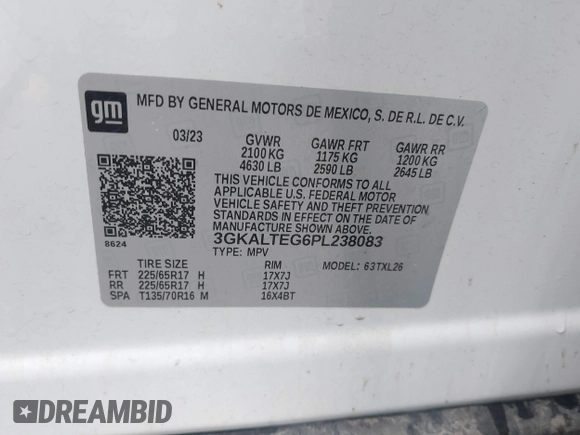 gm
MFD BY GENERAL MOTORS DE MEXICO, S. DE R.L. DE C.V.
03/23 GVWR GAWR FRT GAWR RR
2100 KG 1175 KG 1200 KG
4630 LB 2590 LB 2645 LB
THIS VEHICLE CONFORMS TO ALL
APPLICABLE U.S. FEDERAL MOTOR
VEHICLE SAFETY AND THEFT PREVENTION
STANDARDS IN EFFECT ON THE DATE OF
MANUFACTURE SHOWN ABOVE.
8624 3GKALTEG6PL238083
TYPE: MPV
TIRE SIZE RIM MODEL: 63TXL26
FRT 225/65R17 H 17X7J
RR 225/65R17 H 17X7J
SPA T135/70R16 M 16X4BT
DREAMBID